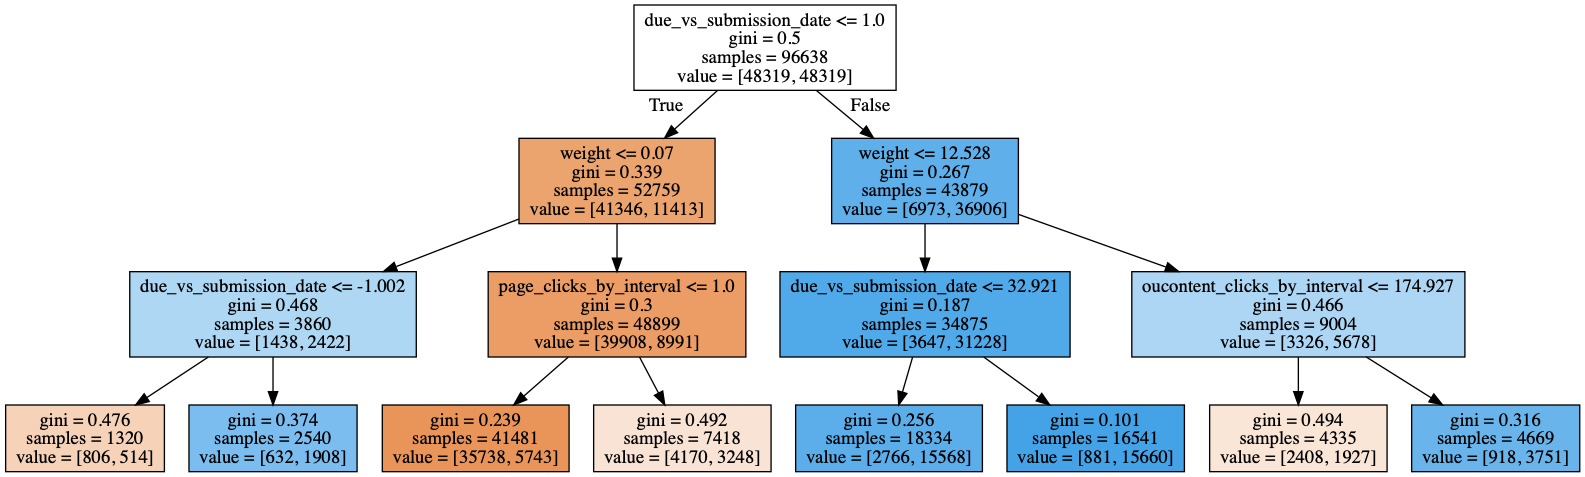 due_vs_submission_date <= 1.0
gini = 0.5
samples = 96638
value = [48319, 48319]
True
False
weight <= 0.07
gini = 0.339
samples = 52759
value = [41346, 11413]
weight <= 12.528
gini = 0.267
samples = 43879
value = [6973, 36906]
due_vs_submission_date <= -1.002
gini = 0.468
samples = 3860
value = [1438, 2422]
page_clicks_by_interval <= 1.0
gini = 0.3
samples = 48899
value = [39908, 8991]
due_vs_submission_date <= 32.921
gini = 0.187
samples = 34875
value = [3647, 31228]
oucontent_clicks_by_interval <= 174.927
gini = 0.466
samples = 9004
value = [3326, 5678]
gini = 0.476
samples = 1320
value = [806, 514]
gini = 0.374
samples = 2540
value = [632, 1908]
gini = 0.239
samples = 41481
value = [35738, 5743]
gini = 0.492
samples = 7418
value = [4170, 3248]
gini = 0.256
samples = 18334
value = [2766, 15568]
gini = 0.101
samples = 16541
value = [881, 15660]
gini = 0.494
samples = 4335
value = [2408, 1927]
gini = 0.316
samples = 4669
value = [918, 3751]